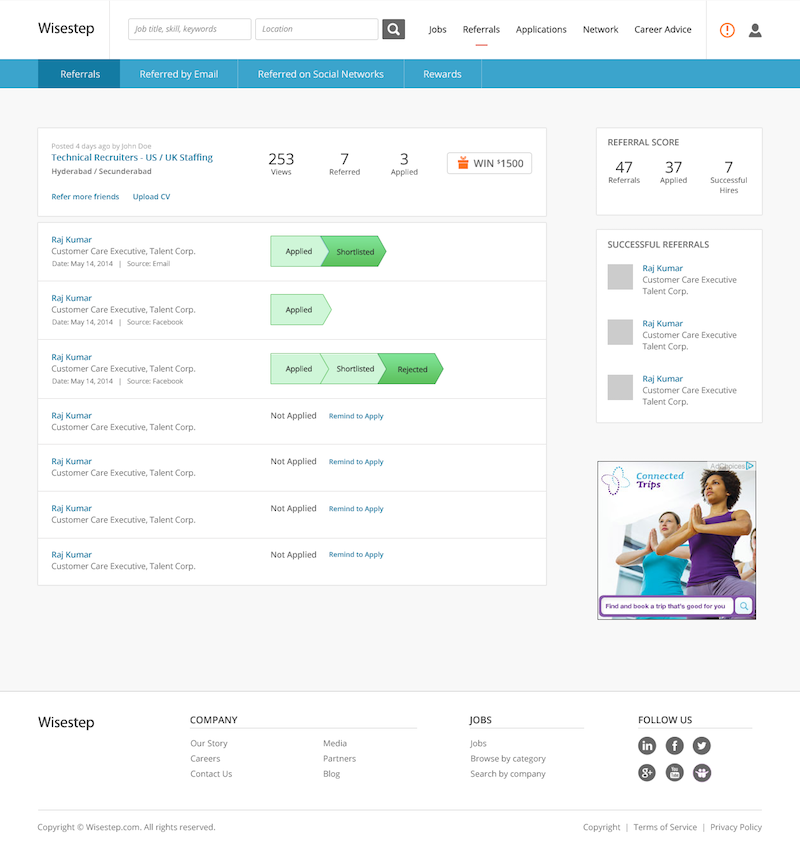 Wisestep
Job title, skill, keywords
Location
Jobs
Referrals
Applications
Network
Career Advice
Referrals
Referred by Email
Referred on Social Networks
Rewards
Posted 4 days ago by John Doe
Technical Recruiters - US / UK Staffing
Hyderabad / Secunderabad
Refer more friends
Upload CV
253
Views
7
Referred
3
Applied
WIN $1500
Raj Kumar
Customer Care Executive, Talent Corp.
Date: May 14, 2014 | Source: Email
Applied
Shortlisted
Raj Kumar
Customer Care Executive, Talent Corp.
Date: May 14, 2014 | Source: Facebook
Applied
Raj Kumar
Customer Care Executive, Talent Corp.
Date: May 14, 2014 | Source: Facebook
Applied
Shortlisted
Rejected
Raj Kumar
Customer Care Executive, Talent Corp.
Not Applied
Remind to Apply
Raj Kumar
Customer Care Executive, Talent Corp.
Not Applied
Remind to Apply
Raj Kumar
Customer Care Executive, Talent Corp.
Not Applied
Remind to Apply
Raj Kumar
Customer Care Executive, Talent Corp.
Not Applied
Remind to Apply
REFERRAL SCORE
47
Referrals
37
Applied
7
Successful
Hires
SUCCESSFUL REFERRALS
Raj Kumar
Customer Care Executive
Talent Corp.
Raj Kumar
Customer Care Executive
Talent Corp.
Raj Kumar
Customer Care Executive
Talent Corp.
AdChoices
Connected
Trips
Find and book a trip that's good for you
Wisestep
COMPANY
Our Story
Careers
Contact Us
Media
Partners
Blog
JOBS
Jobs
Browse by category
Search by company
FOLLOW US
in
f
g+
You
Tube
Copyright © Wisestep.com. All rights reserved.
Copyright | Terms of Service | Privacy Policy